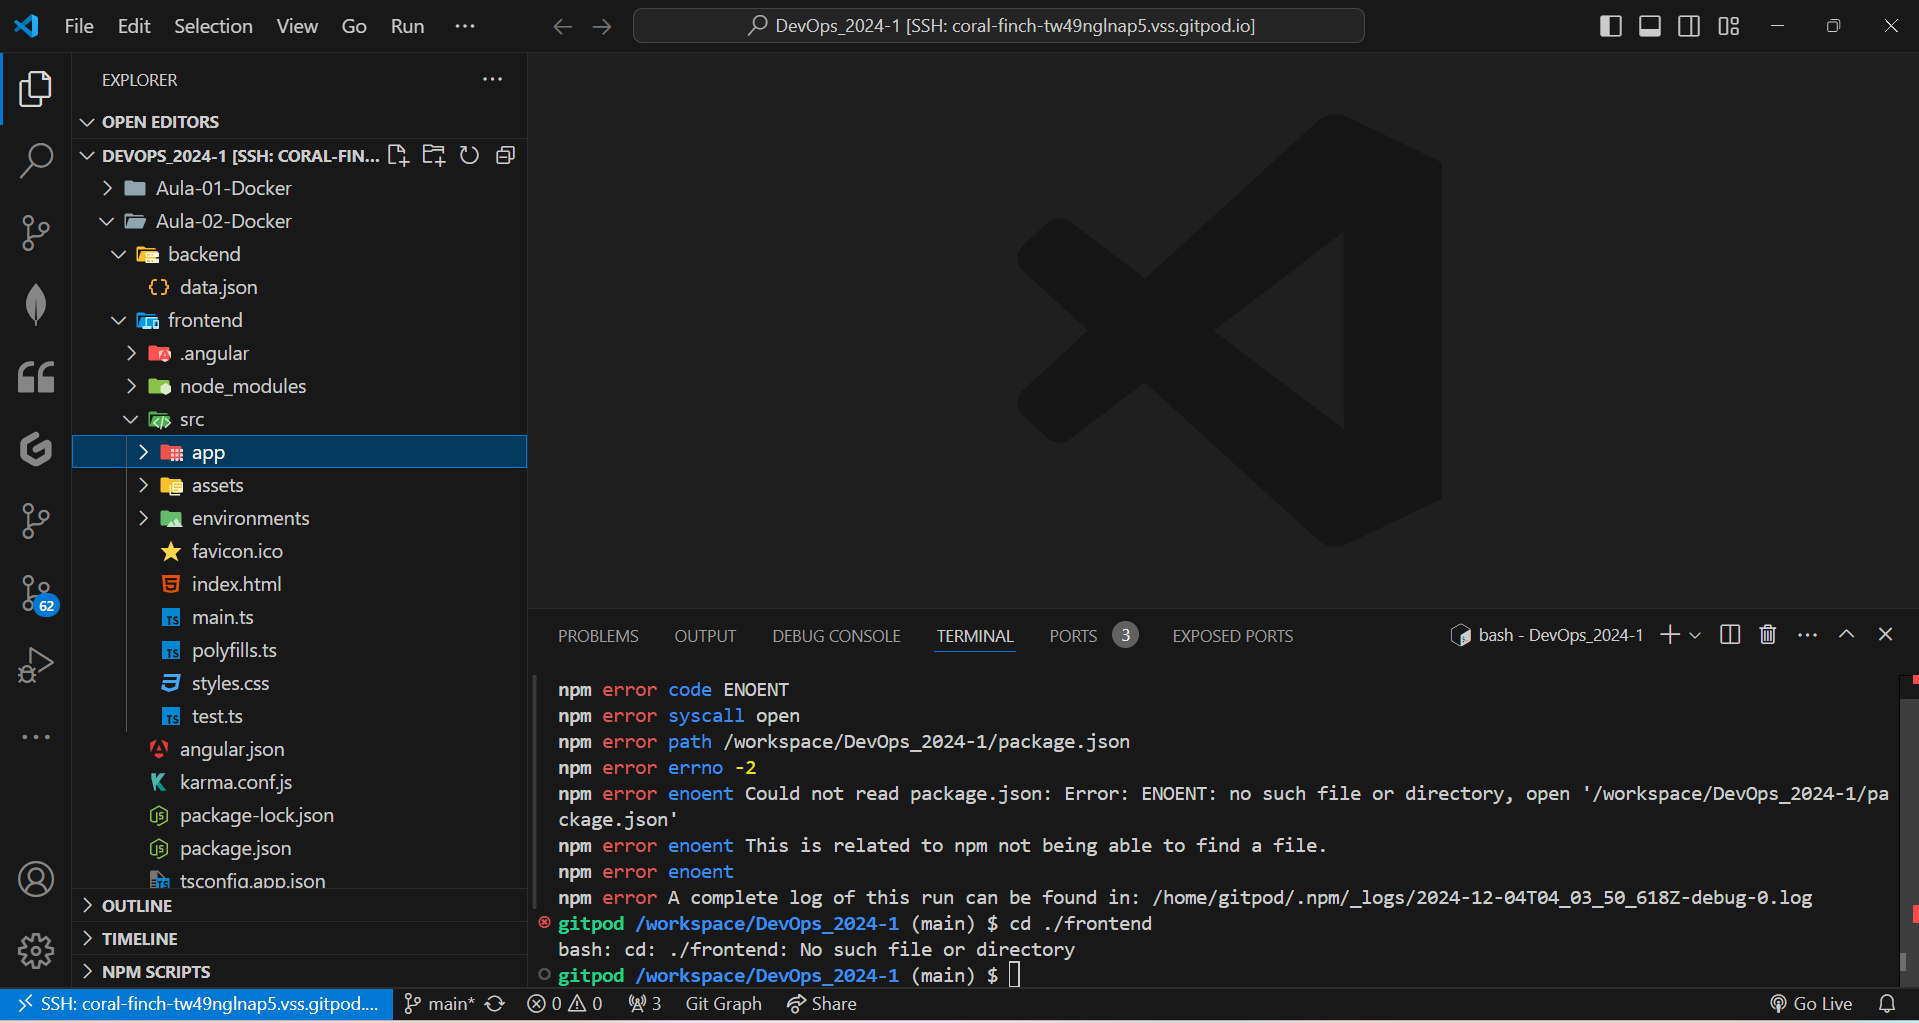 File Edit Selection View Go Run ···
DevOps_2024-1 [SSH: coral-finch-tw49nglnap5.vss.gitpod.io]
EXPLORER
OPEN EDITORS
DEVOPS_2024-1 [SSH: CORAL-FIN...
Aula-01-Docker
Aula-02-Docker
backend
data.json
frontend
.angular
node_modules
src
app
assets
environments
favicon.ico
index.html
main.ts
polyfills.ts
styles.css
test.ts
angular.json
karma.conf.js
package-lock.json
package.json
tsconfig.app.json
OUTLINE
TIMELINE
NPM SCRIPTS
62
PROBLEMS OUTPUT DEBUG CONSOLE TERMINAL PORTS 3 EXPOSED PORTS
bash - DevOps_2024-1
npm error code ENOENT
npm error syscall open
npm error path /workspace/DevOps_2024-1/package.json
npm error errno -2
npm error enoent Could not read package.json: Error: ENOENT: no such file or directory, open '/workspace/DevOps_2024-1/pa
ckage.json'
npm error enoent This is related to npm not being able to find a file.
npm error enoent
npm error A complete log of this run can be found in: /home/gitpod/.npm/_logs/2024-12-04T04_03_50_618Z-debug-0.log
gitpod /workspace/DevOps_2024-1 (main) $ cd ./frontend
bash: cd: ./frontend: No such file or directory
gitpod /workspace/DevOps_2024-1 (main) $
SSH: coral-finch-tw49nglnap5.vss.gitpod.... main* 0 0 3 Git Graph Share Go Live